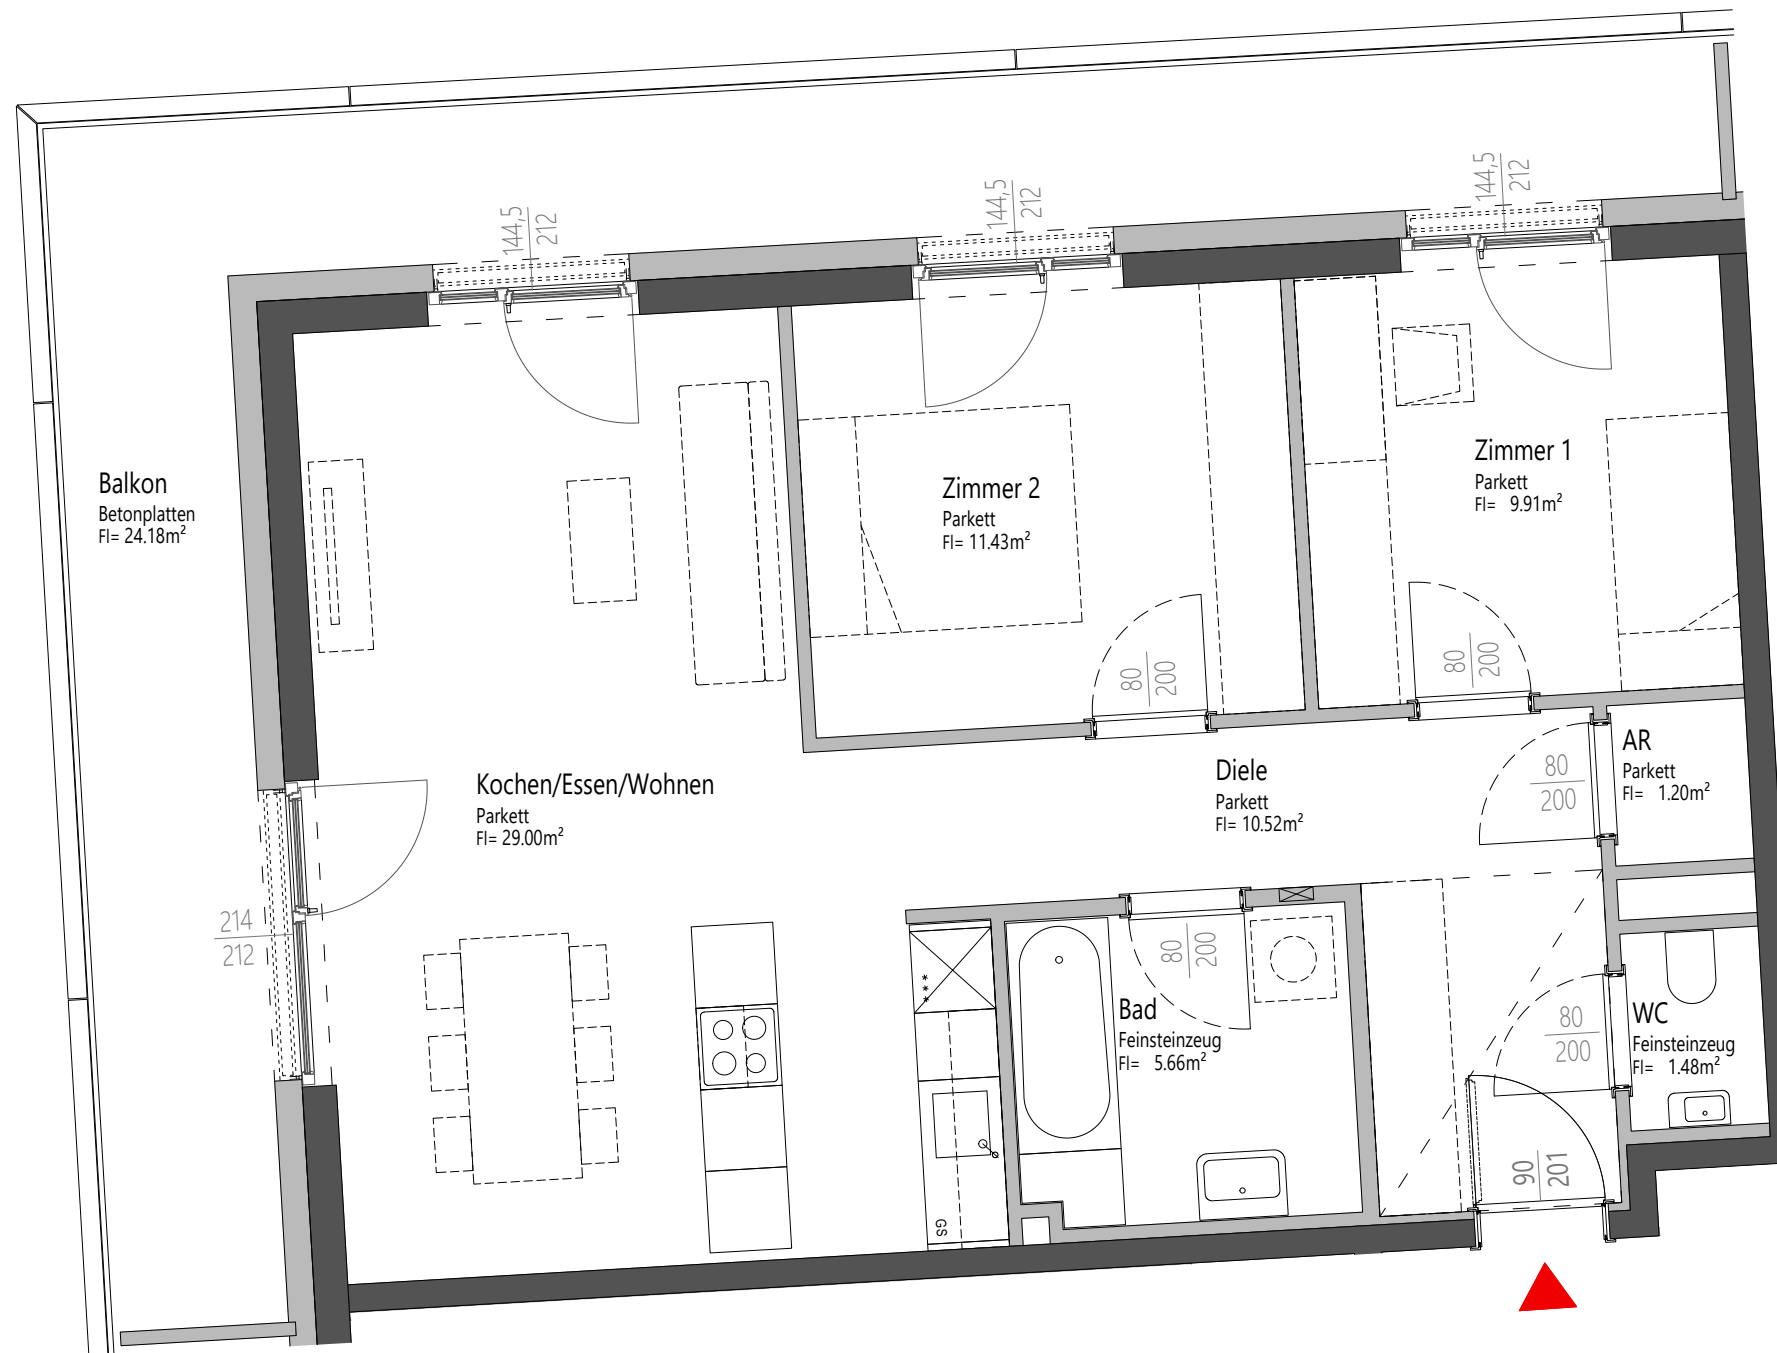 144,5
212
144,5
212
144,5
212
Balkon
Betonplatten
Fl= 24.18m²
Zimmer 2
Parkett
Fl= 11.43m²
Zimmer 1
Parkett
Fl= 9.91m²
80
200
80
200
Kochen/Essen/Wohnen
Parkett
Fl= 29.00m²
Diele
Parkett
Fl= 10.52m²
80
200
AR
Parkett
Fl= 1.20m²
214
212
80
200
***
Bad
Feinsteinzeug
Fl= 5.66m²
80
200
WC
Feinsteinzeug
Fl= 1.48m²
90
201
GS